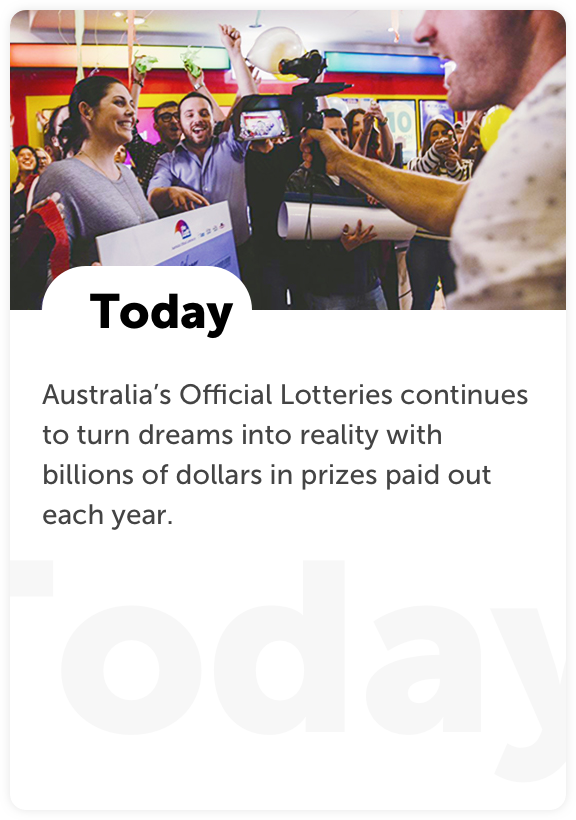 10
Today
Australia’s Official Lotteries continues
to turn dreams into reality with
billions of dollars in prizes paid out
each year.
Today